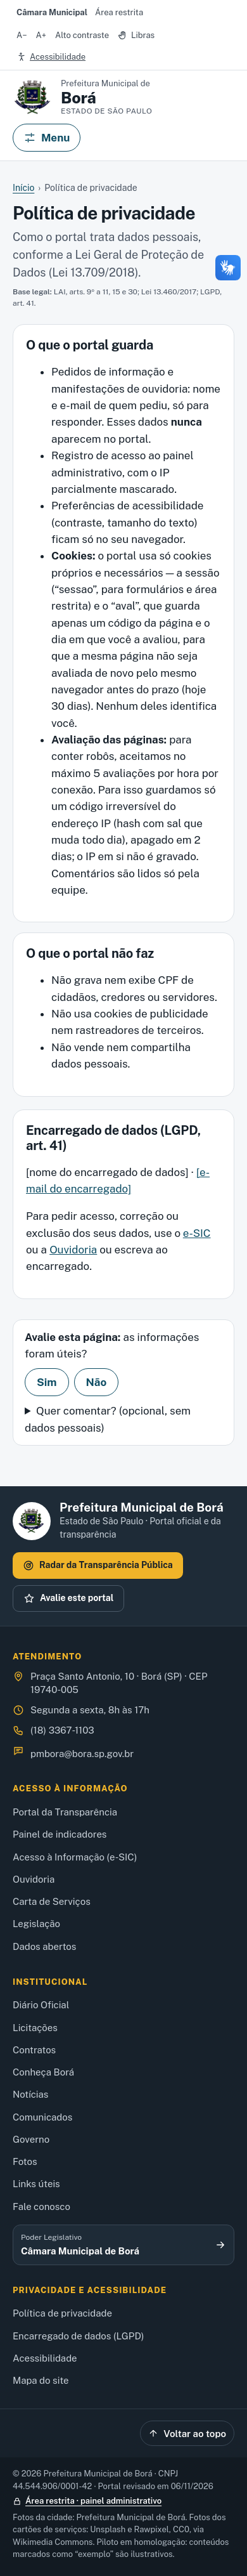 Câmara Municipal Área restrita
A− A+ Alto contraste Libras
Acessibilidade
Prefeitura Municipal de
Borá
ESTADO DE SÃO PAULO
Menu
Início › Política de privacidade
Política de privacidade
Como o portal trata dados pessoais,
conforme a Lei Geral de Proteção de
Dados (Lei 13.709/2018).
Base legal: LAI, arts. 9º a 11, 15 e 30; Lei 13.460/2017; LGPD,
art. 41.
O que o portal guarda
• Pedidos de informação e
manifestações de ouvidoria: nome
e e-mail de quem pediu, só para
responder. Esses dados nunca
aparecem no portal.
• Registro de acesso ao painel
administrativo, com o IP
parcialmente mascarado.
• Preferências de acessibilidade
(contraste, tamanho do texto)
ficam só no seu navegador.
• Cookies: o portal usa só cookies
próprios e necessários — a sessão
(“sessao”, para formulários e área
restrita) e o “aval”, que guarda
apenas um código da página e o
dia em que você a avaliou, para
que a mesma página não seja
avaliada de novo pelo mesmo
navegador antes do prazo (hoje
30 dias). Nenhum deles identifica
você.
• Avaliação das páginas: para
conter robôs, aceitamos no
máximo 5 avaliações por hora por
conexão. Para isso guardamos só
um código irreversível do
endereço IP (hash com sal que
muda todo dia), apagado em 2
dias; o IP em si não é gravado.
Comentários são lidos só pela
equipe.
O que o portal não faz
• Não grava nem exibe CPF de
cidadãos, credores ou servidores.
• Não usa cookies de publicidade
nem rastreadores de terceiros.
• Não vende nem compartilha
dados pessoais.
Encarregado de dados (LGPD,
art. 41)
[nome do encarregado de dados] · [e-
mail do encarregado]
Para pedir acesso, correção ou
exclusão dos seus dados, use o e-SIC
ou a Ouvidoria ou escreva ao
encarregado.
Avalie esta página: as informações
foram úteis?
Sim Não
Quer comentar? (opcional, sem
dados pessoais)
Prefeitura Municipal de Borá
Estado de São Paulo · Portal oficial e da
transparência
Radar da Transparência Pública
Avalie este portal
ATENDIMENTO
Praça Santo Antonio, 10 · Borá (SP) · CEP
19740-005
Segunda a sexta, 8h às 17h
(18) 3367-1103
pmbora@bora.sp.gov.br
ACESSO À INFORMAÇÃO
Portal da Transparência
Painel de indicadores
Acesso à Informação (e-SIC)
Ouvidoria
Carta de Serviços
Legislação
Dados abertos
INSTITUCIONAL
Diário Oficial
Licitações
Contratos
Conheça Borá
Notícias
Comunicados
Governo
Fotos
Links úteis
Fale conosco
Poder Legislativo
Câmara Municipal de Borá
PRIVACIDADE E ACESSIBILIDADE
Política de privacidade
Encarregado de dados (LGPD)
Acessibilidade
Mapa do site
Voltar ao topo
© 2026 Prefeitura Municipal de Borá · CNPJ
44.544.906/0001-42 · Portal revisado em 06/11/2026
Área restrita · painel administrativo
Fotos da cidade: Prefeitura Municipal de Borá. Fotos dos
cartões de serviços: Unsplash e Rawpixel, CC0, via
Wikimedia Commons. Piloto em homologação: conteúdos
marcados como “exemplo” são ilustrativos.